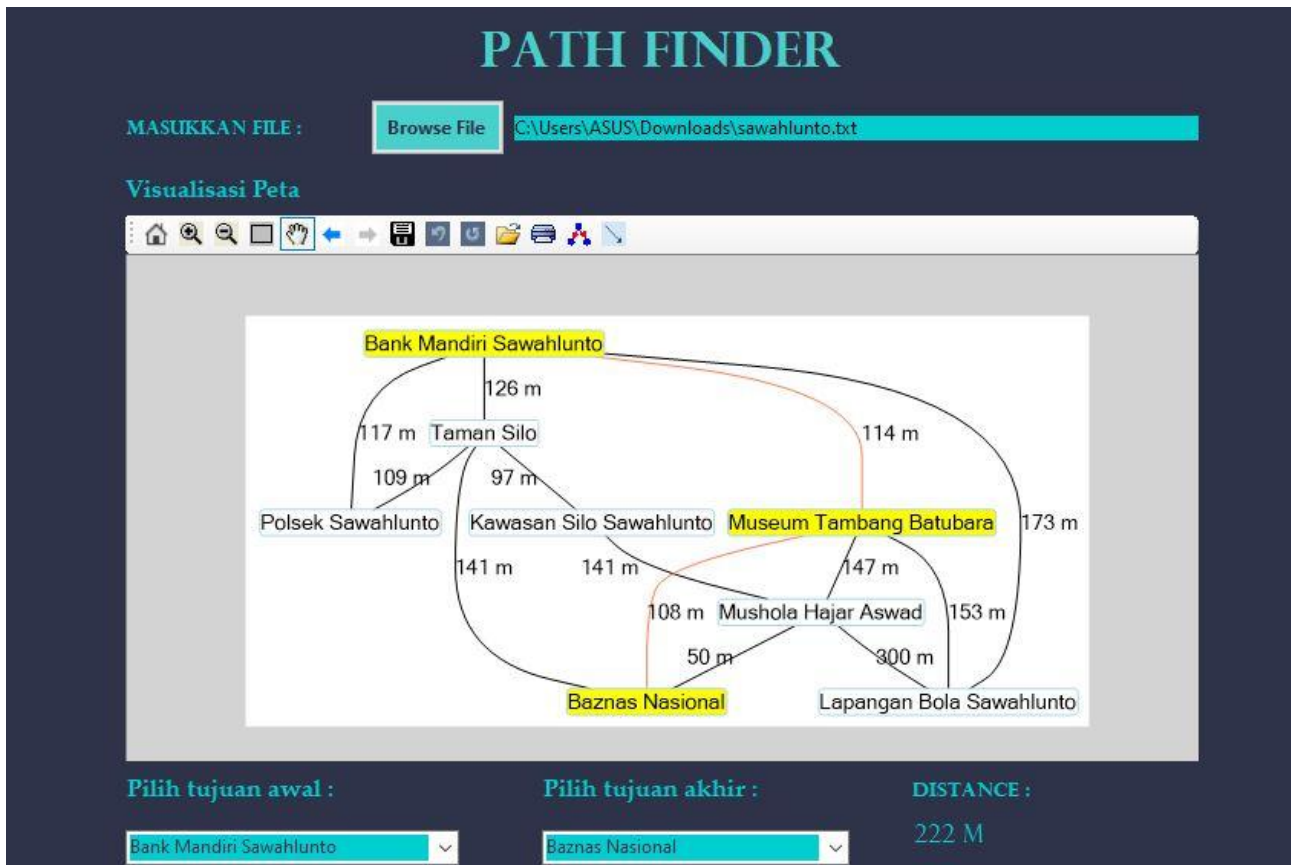 PATH FINDER
MASUKKAN FILE :
Browse File
C:\Users\ASUS\Downloads\sawahlunto.txt
Visualisasi Peta
Bank Mandiri Sawahlunto
126 m
117 m
Taman Silo
114 m
109 m
97 m
Polsek Sawahlunto
Kawasan Silo Sawahlunto
Museum Tambang Batubara
173 m
141 m
141 m
147 m
108 m
Mushola Hajar Aswad
153 m
50 m
300 m
Baznas Nasional
Lapangan Bola Sawahlunto
Pilih tujuan awal :
Pilih tujuan akhir :
DISTANCE :
Bank Mandiri Sawahlunto
Baznas Nasional
222 M